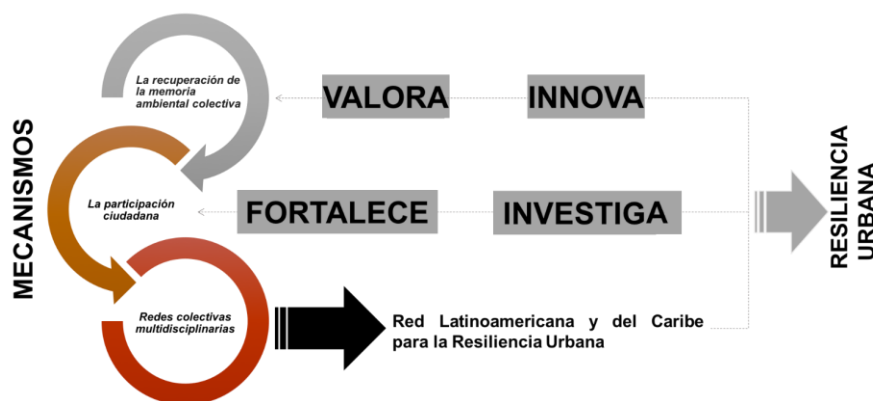 MECANISMOS
La recuperación de
la memoria
ambiental colectiva
VALORA
INNOVA
La participación
ciudadana
FORTALECE
INVESTIGA
Redes colectivas
multidisciplinarias
Red Latinoamericana y del Caribe
para la Resiliencia Urbana
RESILIENCIA
URBANA